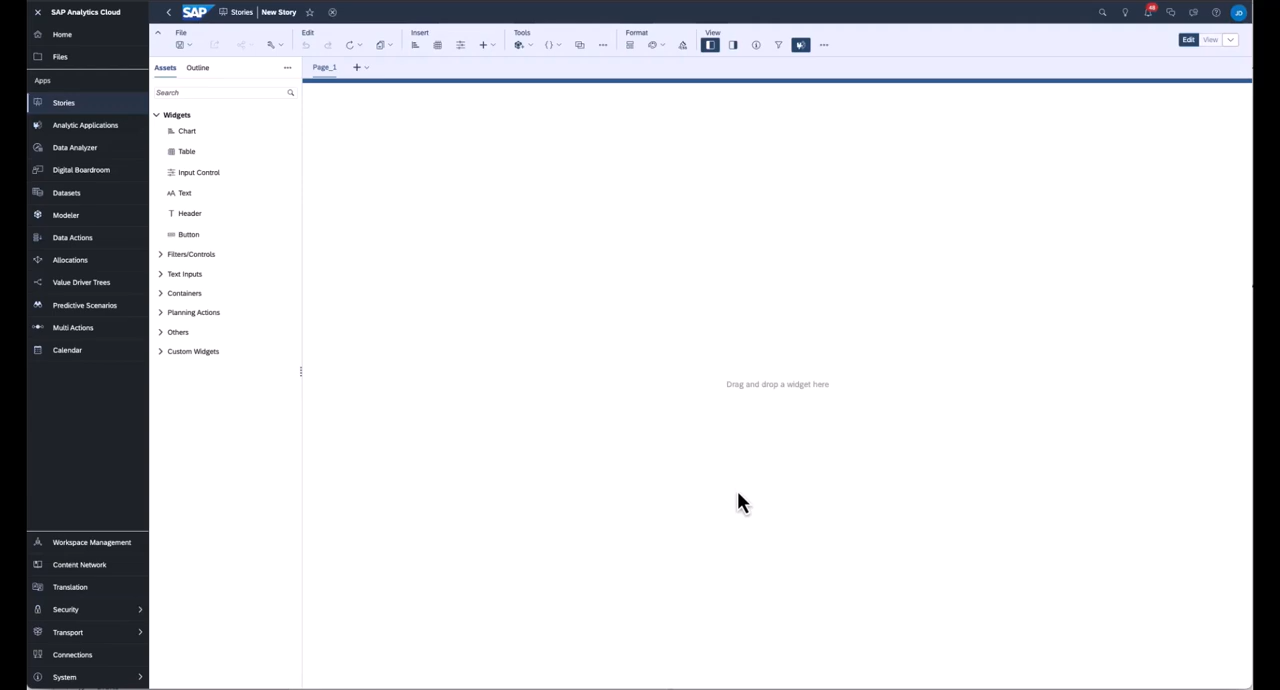 SAP Analytics Cloud
SAP Stories New Story
48
JD
File Edit Insert Tools Format View
Edit View
Home
Files
Apps
Stories
Analytic Applications
Data Analyzer
Digital Boardroom
Datasets
Modeler
Data Actions
Allocations
Value Driver Trees
Predictive Scenarios
Multi Actions
Calendar
Workspace Management
Content Network
Translation
Security
Transport
Connections
System
Assets Outline
Search
Widgets
Chart
Table
Input Control
Text
Header
Button
Filters/Controls
Text Inputs
Containers
Planning Actions
Others
Custom Widgets
Page_1
Drag and drop a widget here